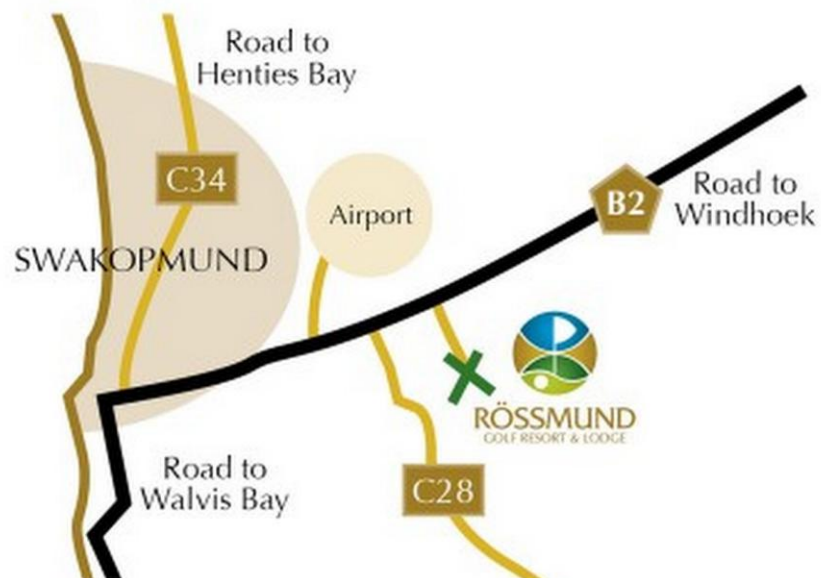 Road to
Henties Bay
C34
Airport
B2
Road to
Windhoek
SWAKOPMUND
RÖSSMUND
GOLF RESORT & LODGE
Road to
Walvis Bay
C28